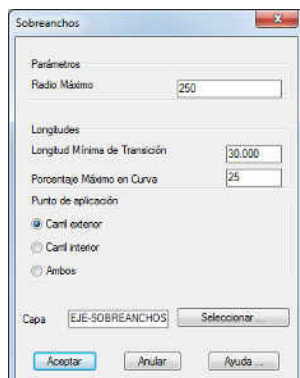 Sobreanchos
Parámetros
Radio Máximo 250
Longitudes
Longitud Mínima de Transición 30.000
Porcentaje Máximo en Curva 25
Punto de aplicación
Carril exterior
Carril interior
Ambos
Capa EJE-SOBREANCHOS Seleccionar ...
Aceptar Anular Ayuda ...